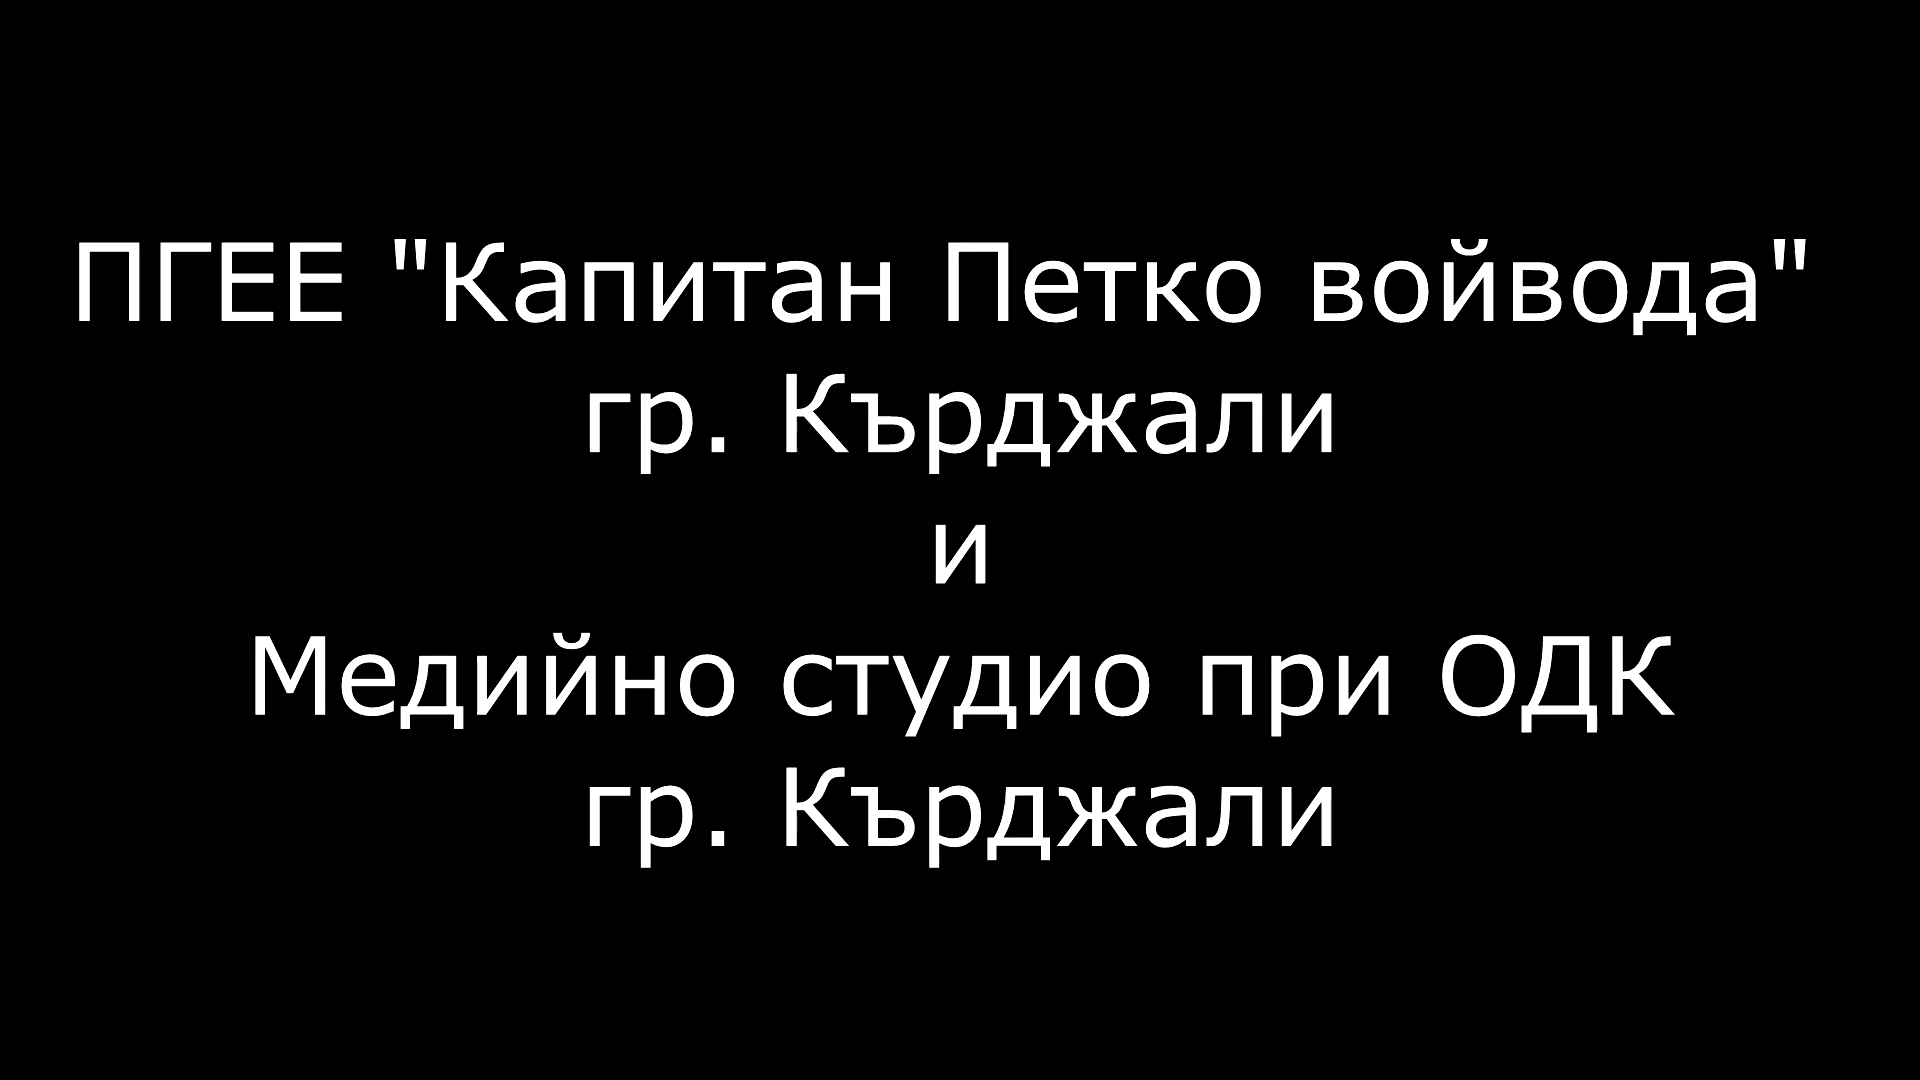 ПГЕЕ "Капитан Петко войвода"
гр. Кърджали
и
Медийно студио при ОДК
гр. Кърджали